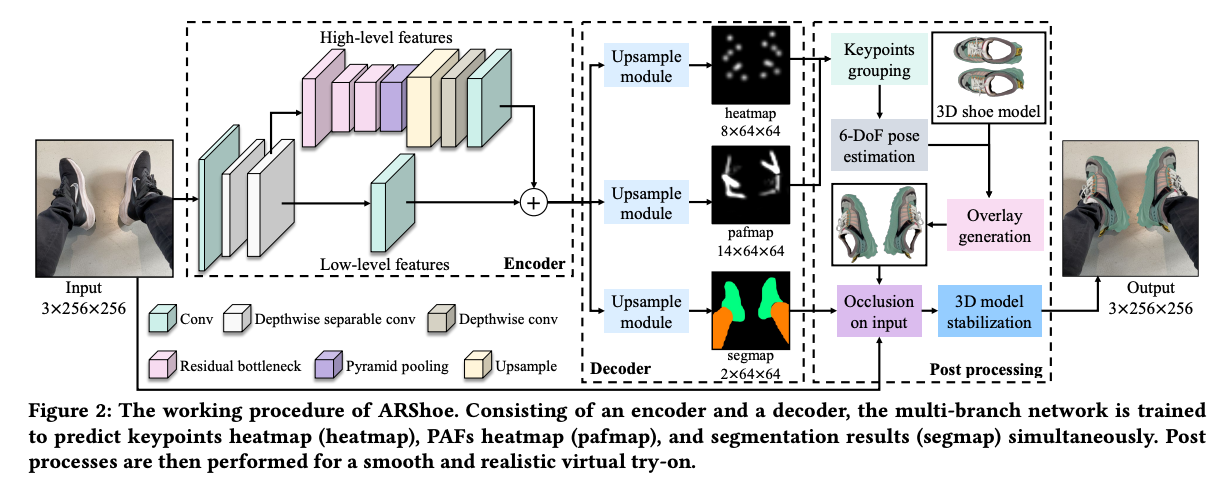 High-level features
Low-level features
Encoder
Input
3×256×256
Conv
Depthwise separable conv
Depthwise conv
Residual bottleneck
Pyramid pooling
Upsample
Upsample
module
heatmap
8×64×64
Upsample
module
pafmap
14×64×64
Upsample
module
segmap
2×64×64
Decoder
Keypoints
grouping
3D shoe model
6-DoF pose
estimation
Overlay
generation
Occlusion
on input
3D model
stabilization
Post processing
Output
3×256×256
Figure 2: The working procedure of ARShoe. Consisting of an encoder and a decoder, the multi-branch network is trained
to predict keypoints heatmap (heatmap), PAFs heatmap (pafmap), and segmentation results (segmap) simultaneously. Post
processes are then performed for a smooth and realistic virtual try-on.